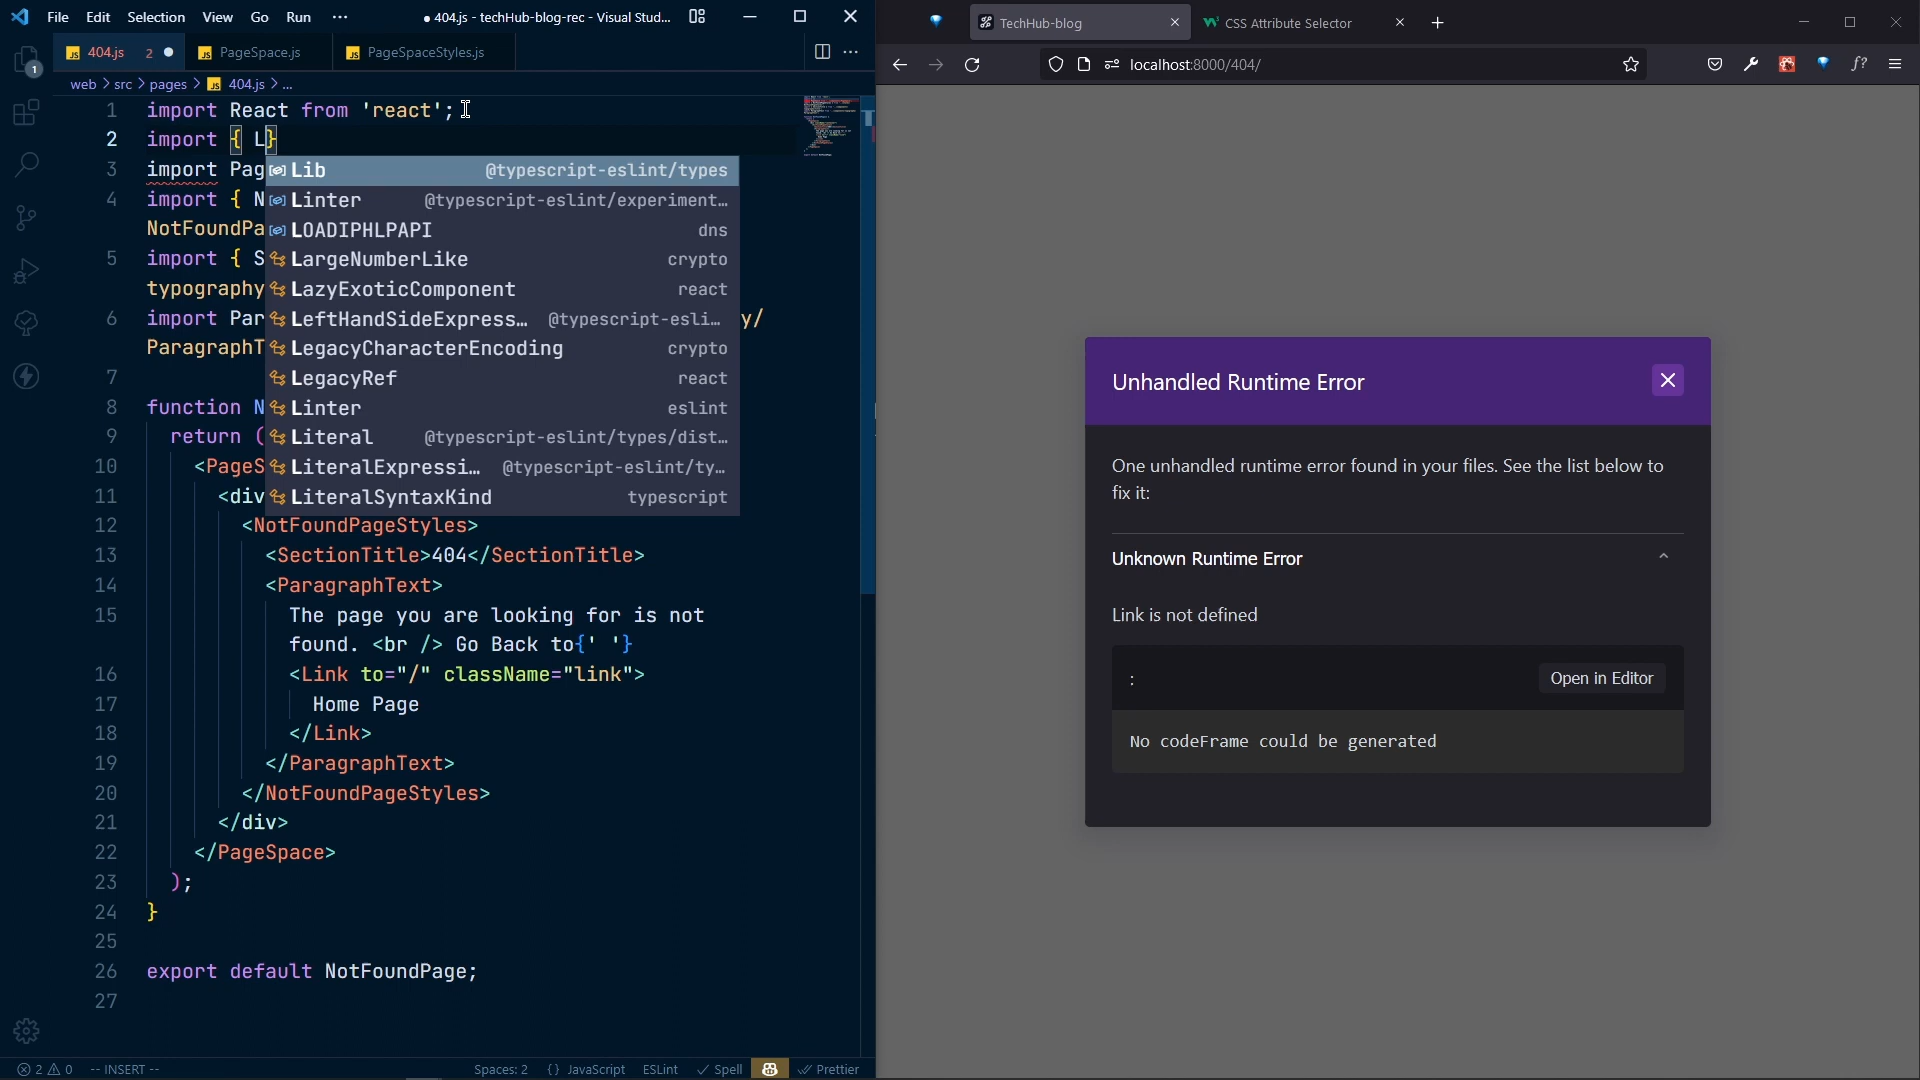 File Edit Selection View Go Run ··· ● 404.js - techHub-blog-rec - Visual Stud...
JS 404.js 2 ● JS PageSpace.js JS PageSpaceStyles.js
web > src > pages > JS 404.js > ...
1 import React from 'react';
2 import { L}
3 import Pag
4 import { N
NotFoundPa
5 import { S
typography
6 import Par y/
ParagraphT
7
8 function N
9 return (
10 <PageS
11 <div
12 <NotFoundPageStyles>
13 <SectionTitle>404</SectionTitle>
14 <ParagraphText>
15 The page you are looking for is not
found. <br /> Go Back to{' '}
16 <Link to="/" className="link">
17 Home Page
18 </Link>
19 </ParagraphText>
20 </NotFoundPageStyles>
21 </div>
22 </PageSpace>
23 );
24 }
25
26 export default NotFoundPage;
27
Lib @typescript-eslint/types
Linter @typescript-eslint/experiment...
LOADIPHLPAPI dns
LargeNumberLike crypto
LazyExoticComponent react
LeftHandSideExpress... @typescript-esli...
LegacyCharacterEncoding crypto
LegacyRef react
Linter eslint
Literal @typescript-eslint/types/dist...
LiteralExpressi... @typescript-eslint/ty...
LiteralSyntaxKind typescript
1
2 0 -- INSERT -- Spaces: 2 {} JavaScript ESLint ✓ Spell Prettier
TechHub-blog CSS Attribute Selector
localhost:8000/404/
f?
Unhandled Runtime Error
One unhandled runtime error found in your files. See the list below to
fix it:
Unknown Runtime Error
Link is not defined
: Open in Editor
No codeFrame could be generated